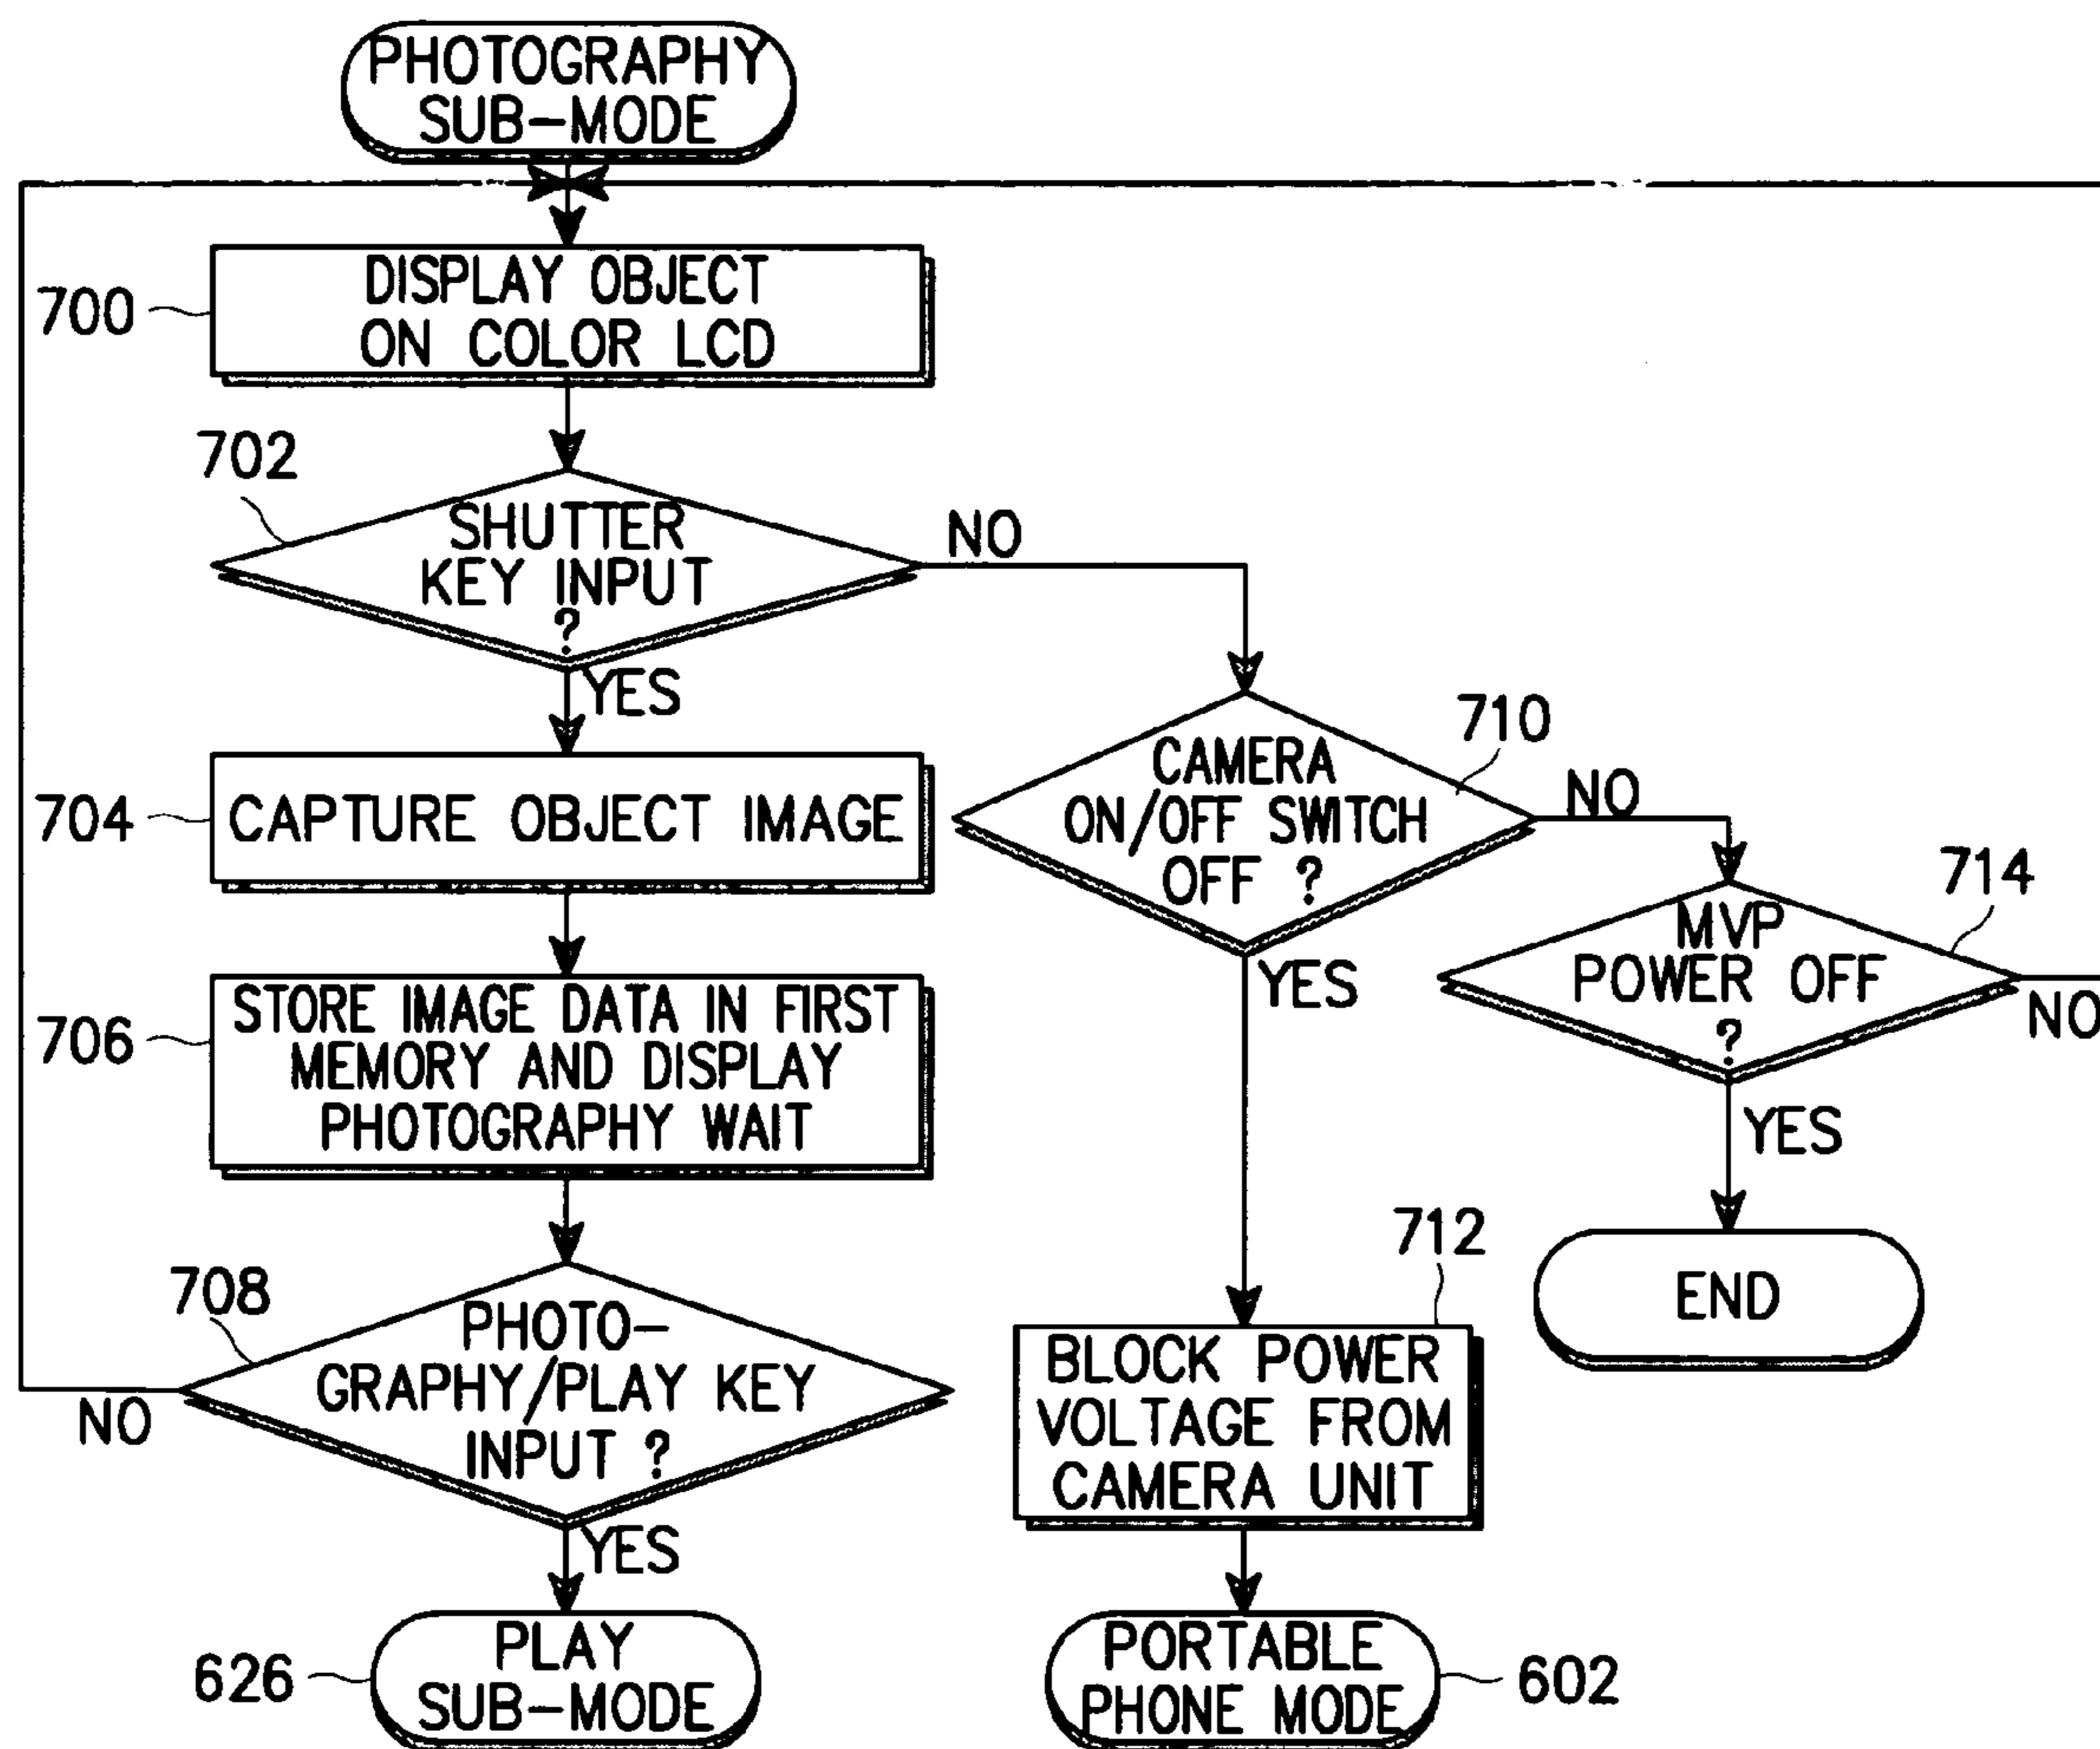 PHOTOGRAPHY
SUB-MODE
700
DISPLAY OBJECT
ON COLOR LCD
702
SHUTTER
KEY INPUT
?
NO
YES
704
CAPTURE OBJECT IMAGE
706
STORE IMAGE DATA IN FIRST
MEMORY AND DISPLAY
PHOTOGRAPHY WAIT
708
PHOTO-
GRAPHY/PLAY KEY
INPUT ?
NO
YES
626
PLAY
SUB-MODE
710
CAMERA
ON/OFF SWITCH
OFF ?
NO
YES
712
BLOCK POWER
VOLTAGE FROM
CAMERA UNIT
PORTABLE
PHONE MODE
602
714
MVP
POWER OFF
?
NO
YES
END